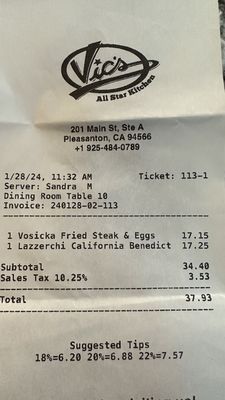 Vic's
All Star Kitchen
201 Main St, Ste A
Pleasanton, CA 94566
+1 925-484-0789
1/28/24, 11:32 AM Ticket: 113-1
Server: Sandra M
Dining Room Table 10
Invoice: 240128-02-113
1 Vosicka Fried Steak & Eggs 17.15
1 Lazzerchi California Benedict 17.25
Subtotal 34.40
Sales Tax 10.25% 3.53
Total 37.93
Suggested Tips
18%=6.20 20%=6.88 22%=7.57